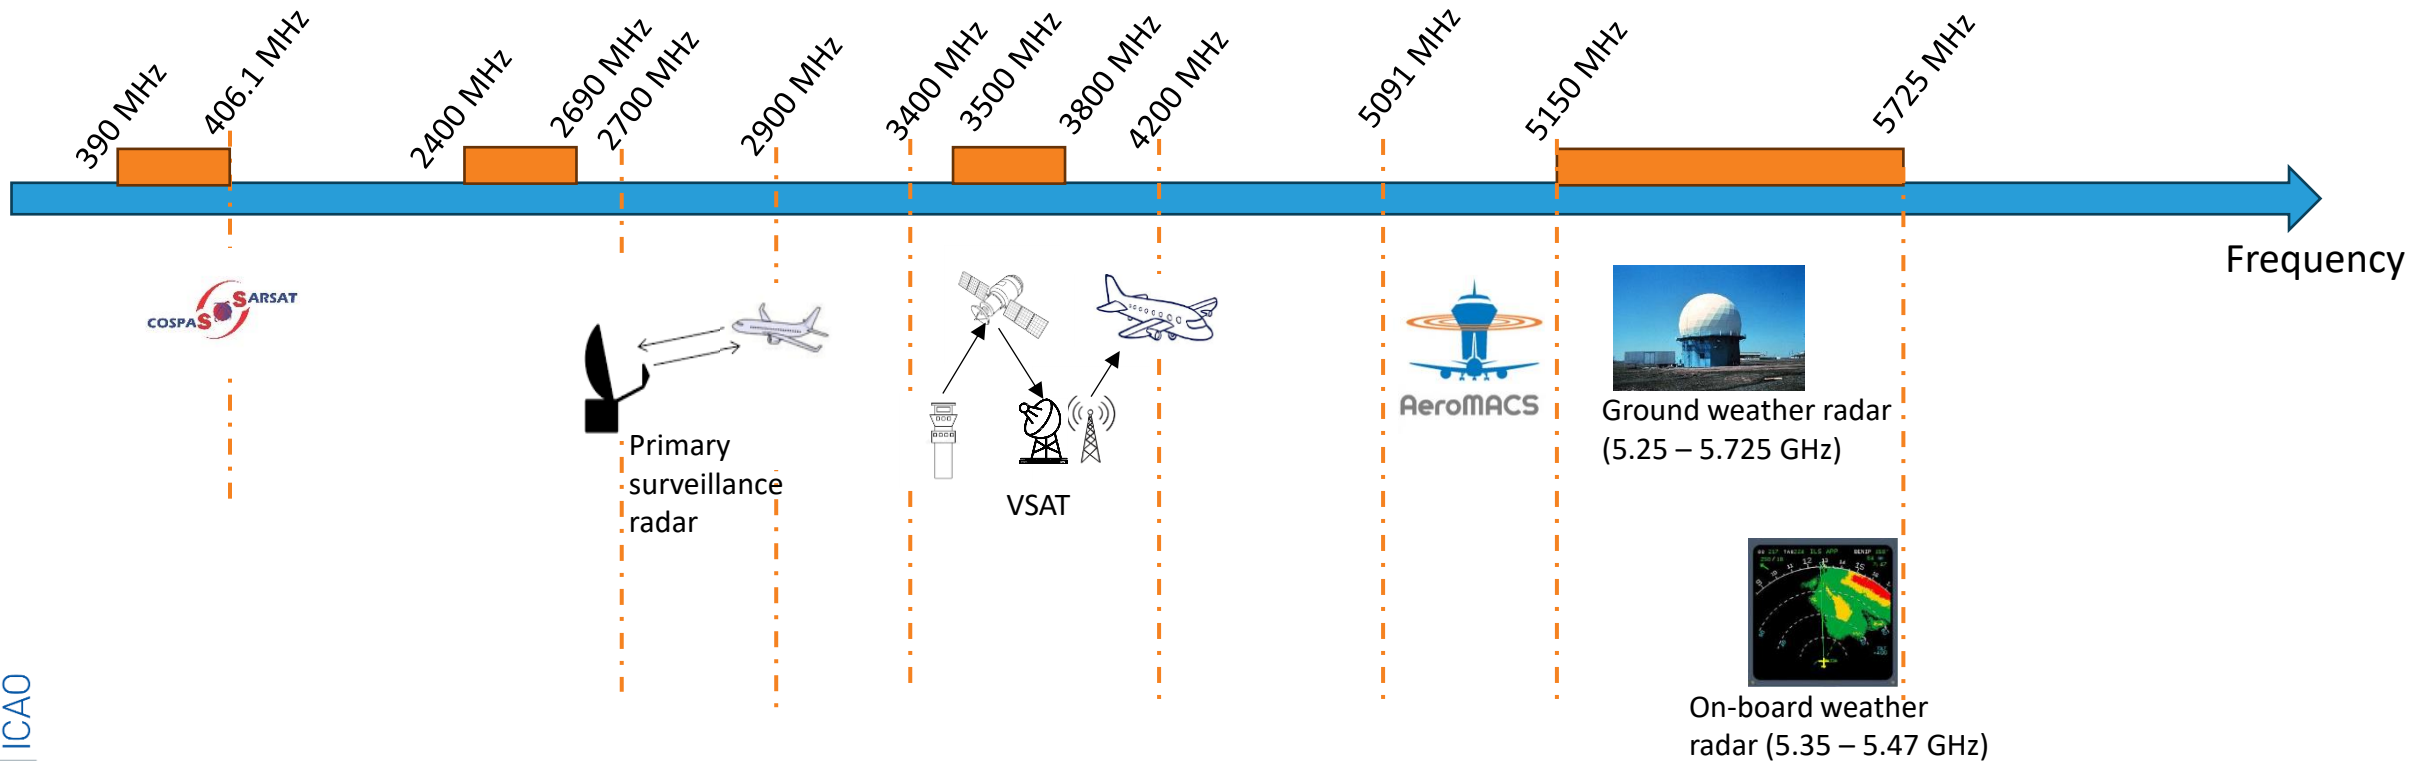 390 MHz
406.1 MHz
2400 MHz
2690 MHz
2700 MHz
2900 MHz
3400 MHz
3500 MHz
3800 MHz
4200 MHz
5091 MHz
5150 MHz
5725 MHz
Frequency
COSPAS SARSAT
Primary
surveillance
radar
VSAT
AeroMACS
Ground weather radar
(5.25 – 5.725 GHz)
On-board weather
radar (5.35 – 5.47 GHz)
ICAO